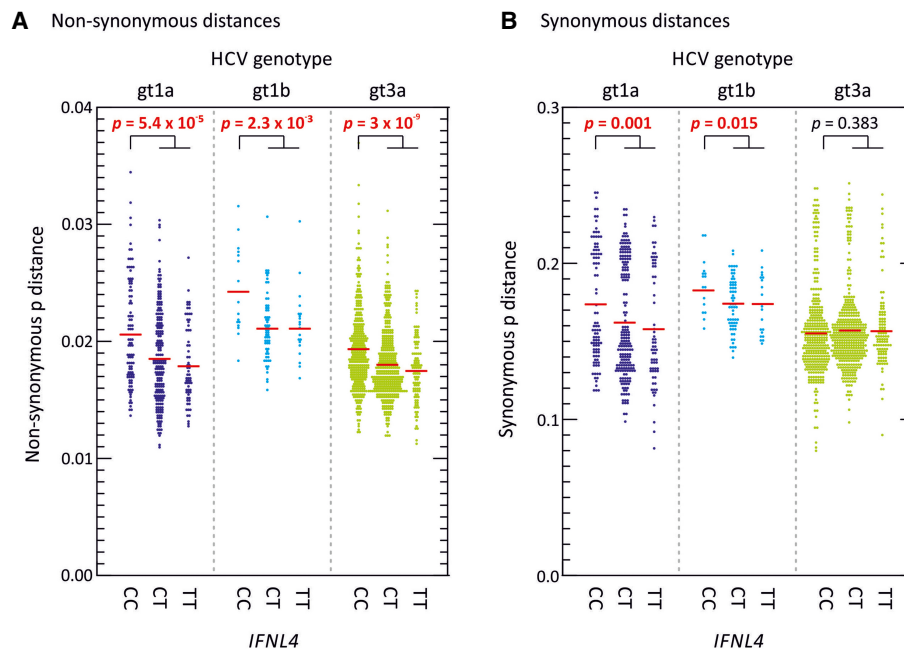 A Non-synonymous distances
HCV genotype
gt1a gt1b gt3a
0.04
p = 5.4 x 10⁻⁵ p = 2.3 x 10⁻³ p = 3 x 10⁻⁹
0.03
0.02
0.01
0.00
Non-synonymous p distance
CC CT TT CC CT TT CC CT TT
IFNL4
B Synonymous distances
HCV genotype
gt1a gt1b gt3a
0.3
p = 0.001 p = 0.015 p = 0.383
0.2
0.1
0.0
Synonymous p distance
CC CT TT CC CT TT CC CT TT
IFNL4